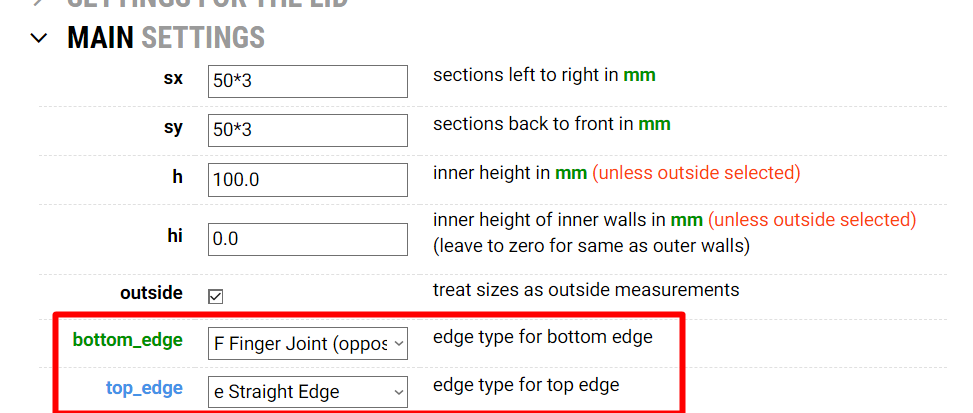 SETTINGS FOR THE LID
MAIN SETTINGS
sx 50*3 sections left to right in mm
sy 50*3 sections back to front in mm
h 100.0 inner height in mm (unless outside selected)
hi 0.0 inner height of inner walls in mm (unless outside selected)
(leave to zero for same as outer walls)
outside treat sizes as outside measurements
bottom_edge F Finger Joint (oppos edge type for bottom edge
top_edge e Straight Edge edge type for top edge